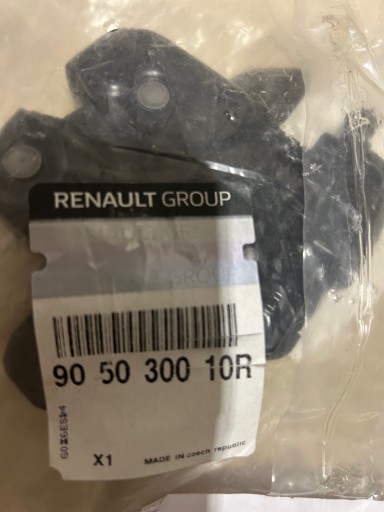 RENAULT GROUP
90 50 300 10R
X1
MADE IN czech republic